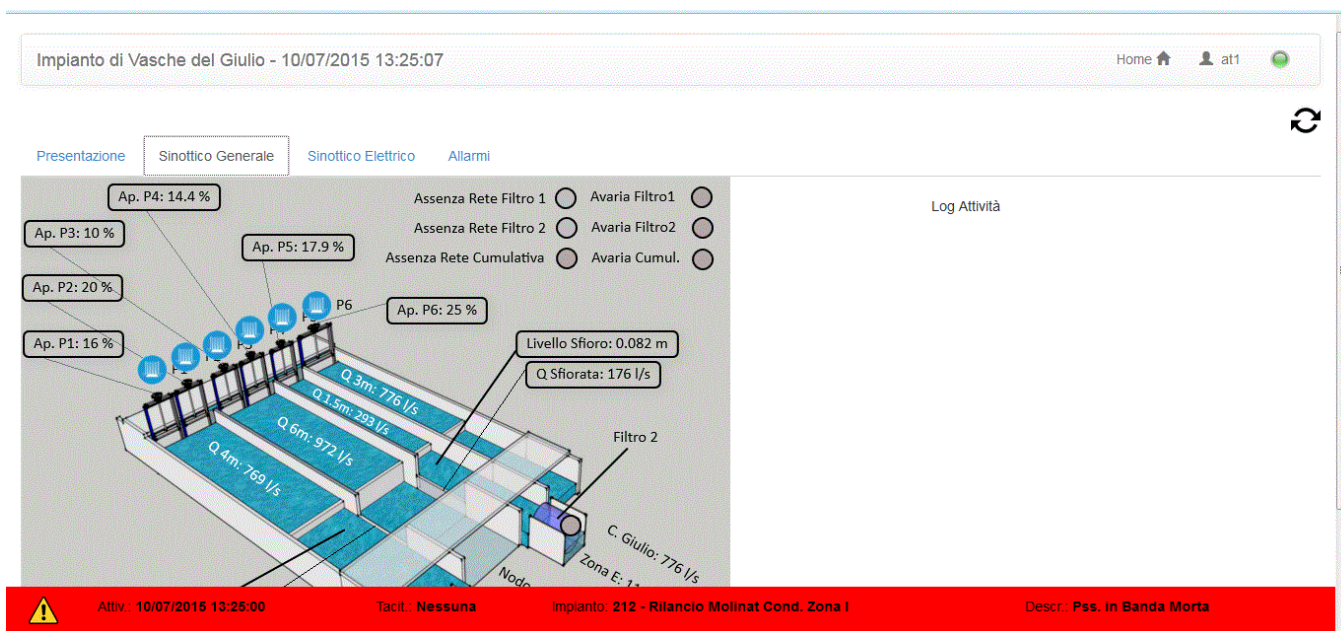 Impianto di Vasche del Giulio - 10/07/2015 13:25:07
Home at1
Presentazione Sinottico Generale Sinottico Elettrico Allarmi
Log Attività
Ap. P4: 14.4 %
Assenza Rete Filtro 1 Avaria Filtro1
Ap. P3: 10 %
Assenza Rete Filtro 2 Avaria Filtro2
Ap. P5: 17.9 %
Assenza Rete Cumulativa Avaria Cumul.
Ap. P2: 20 %
P6
Ap. P6: 25 %
Ap. P1: 16 %
Livello Sfioro: 0.082 m
Q Sfiorata: 176 l/s
Q 3m: 776 l/s
Q 1.5m: 293 l/s
Q 6m: 972 l/s
Q 4m: 769 l/s
Filtro 2
C. Giulio: 776 l/s
Zona E:
Nodo
Attiv.: 10/07/2015 13:25:00 Tacit.: Nessuna Impianto: 212 - Rilancio Molinat Cond. Zona I Descr.: Pss. in Banda Morta